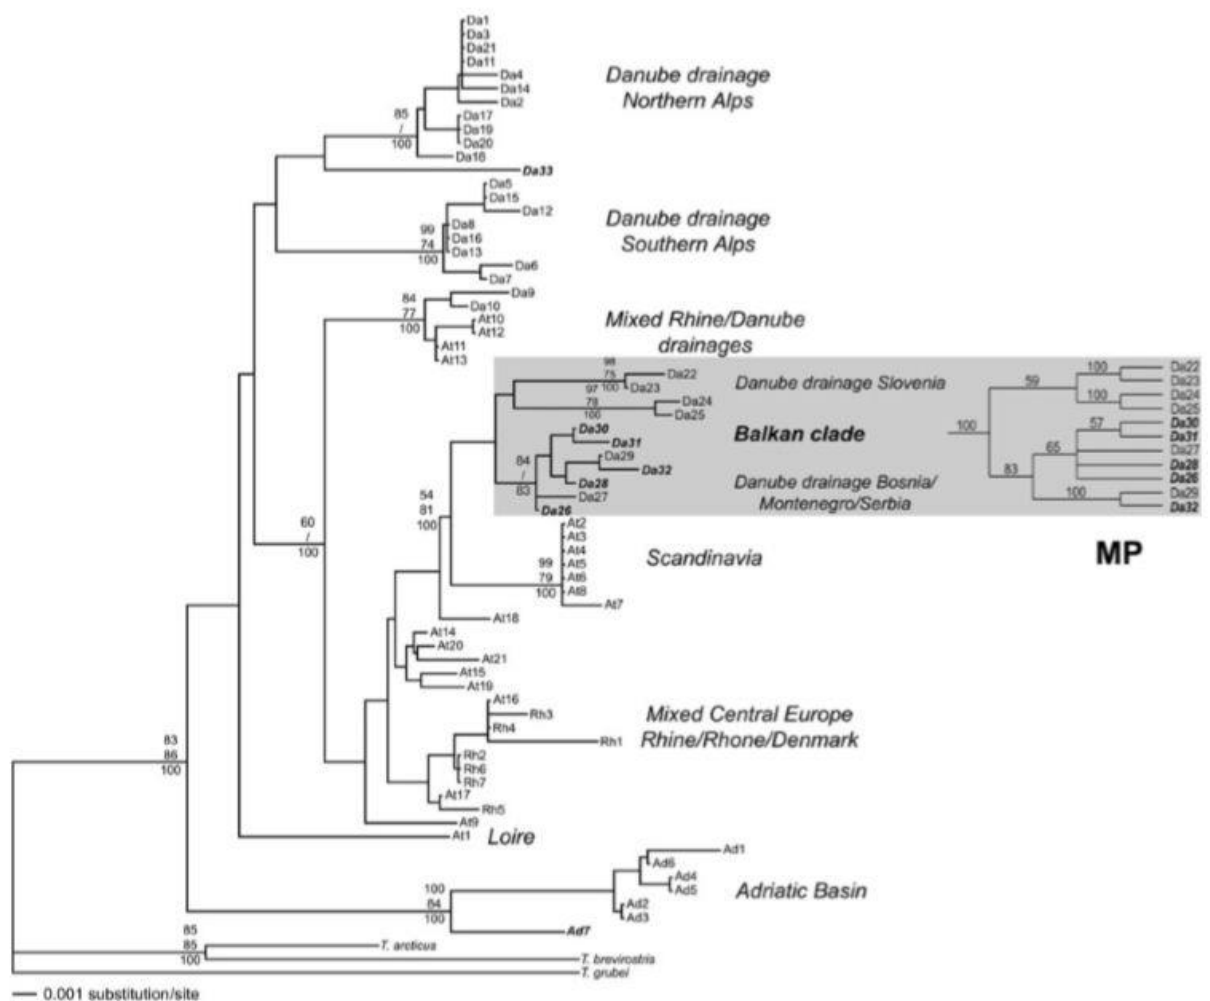 Da1
Da3
Da21
Da11
Da4
Da14
Da2
Danube drainage
Northern Alps
85
/
100
Da17
Da19
Da20
Da16
Da33
Da5
Da15
Da12
Danube drainage
Southern Alps
99
74
100
Da8
Da16
Da13
Da6
Da7
84
77
100
Da9
Da10
At10
At12
At11
At13
Mixed Rhine/Danube
drainages
98
75
100
Da22
Da23
97
79
100
Da24
Da25
Danube drainage Slovenia
Balkan clade
84
/
83
Da30
Da31
Da29
Da32
Da28
Da27
Da26
Danube drainage Bosnia/
Montenegro/Serbia
100
59
100
100
83
65
57
100
Da22
Da23
Da24
Da25
Da30
Da31
Da27
Da28
Da26
Da29
Da32
MP
54
81
100
60
/
100
At2
At3
At4
At5
At6
At8
At7
99
79
100
Scandinavia
At18
At14
At20
At21
At15
At19
At16
Rh3
Rh4
Rh1
Rh2
Rh6
Rh7
At17
Rh5
At9
Mixed Central Europe
Rhine/Rhone/Denmark
83
86
100
At1
Loire
Ad1
Ad6
Ad4
Ad5
Ad2
Ad3
Adriatic Basin
100
84
100
Ad7
85
85
100
T. arcticus
T. brevirostris
T. grubei
0.001 substitution/site